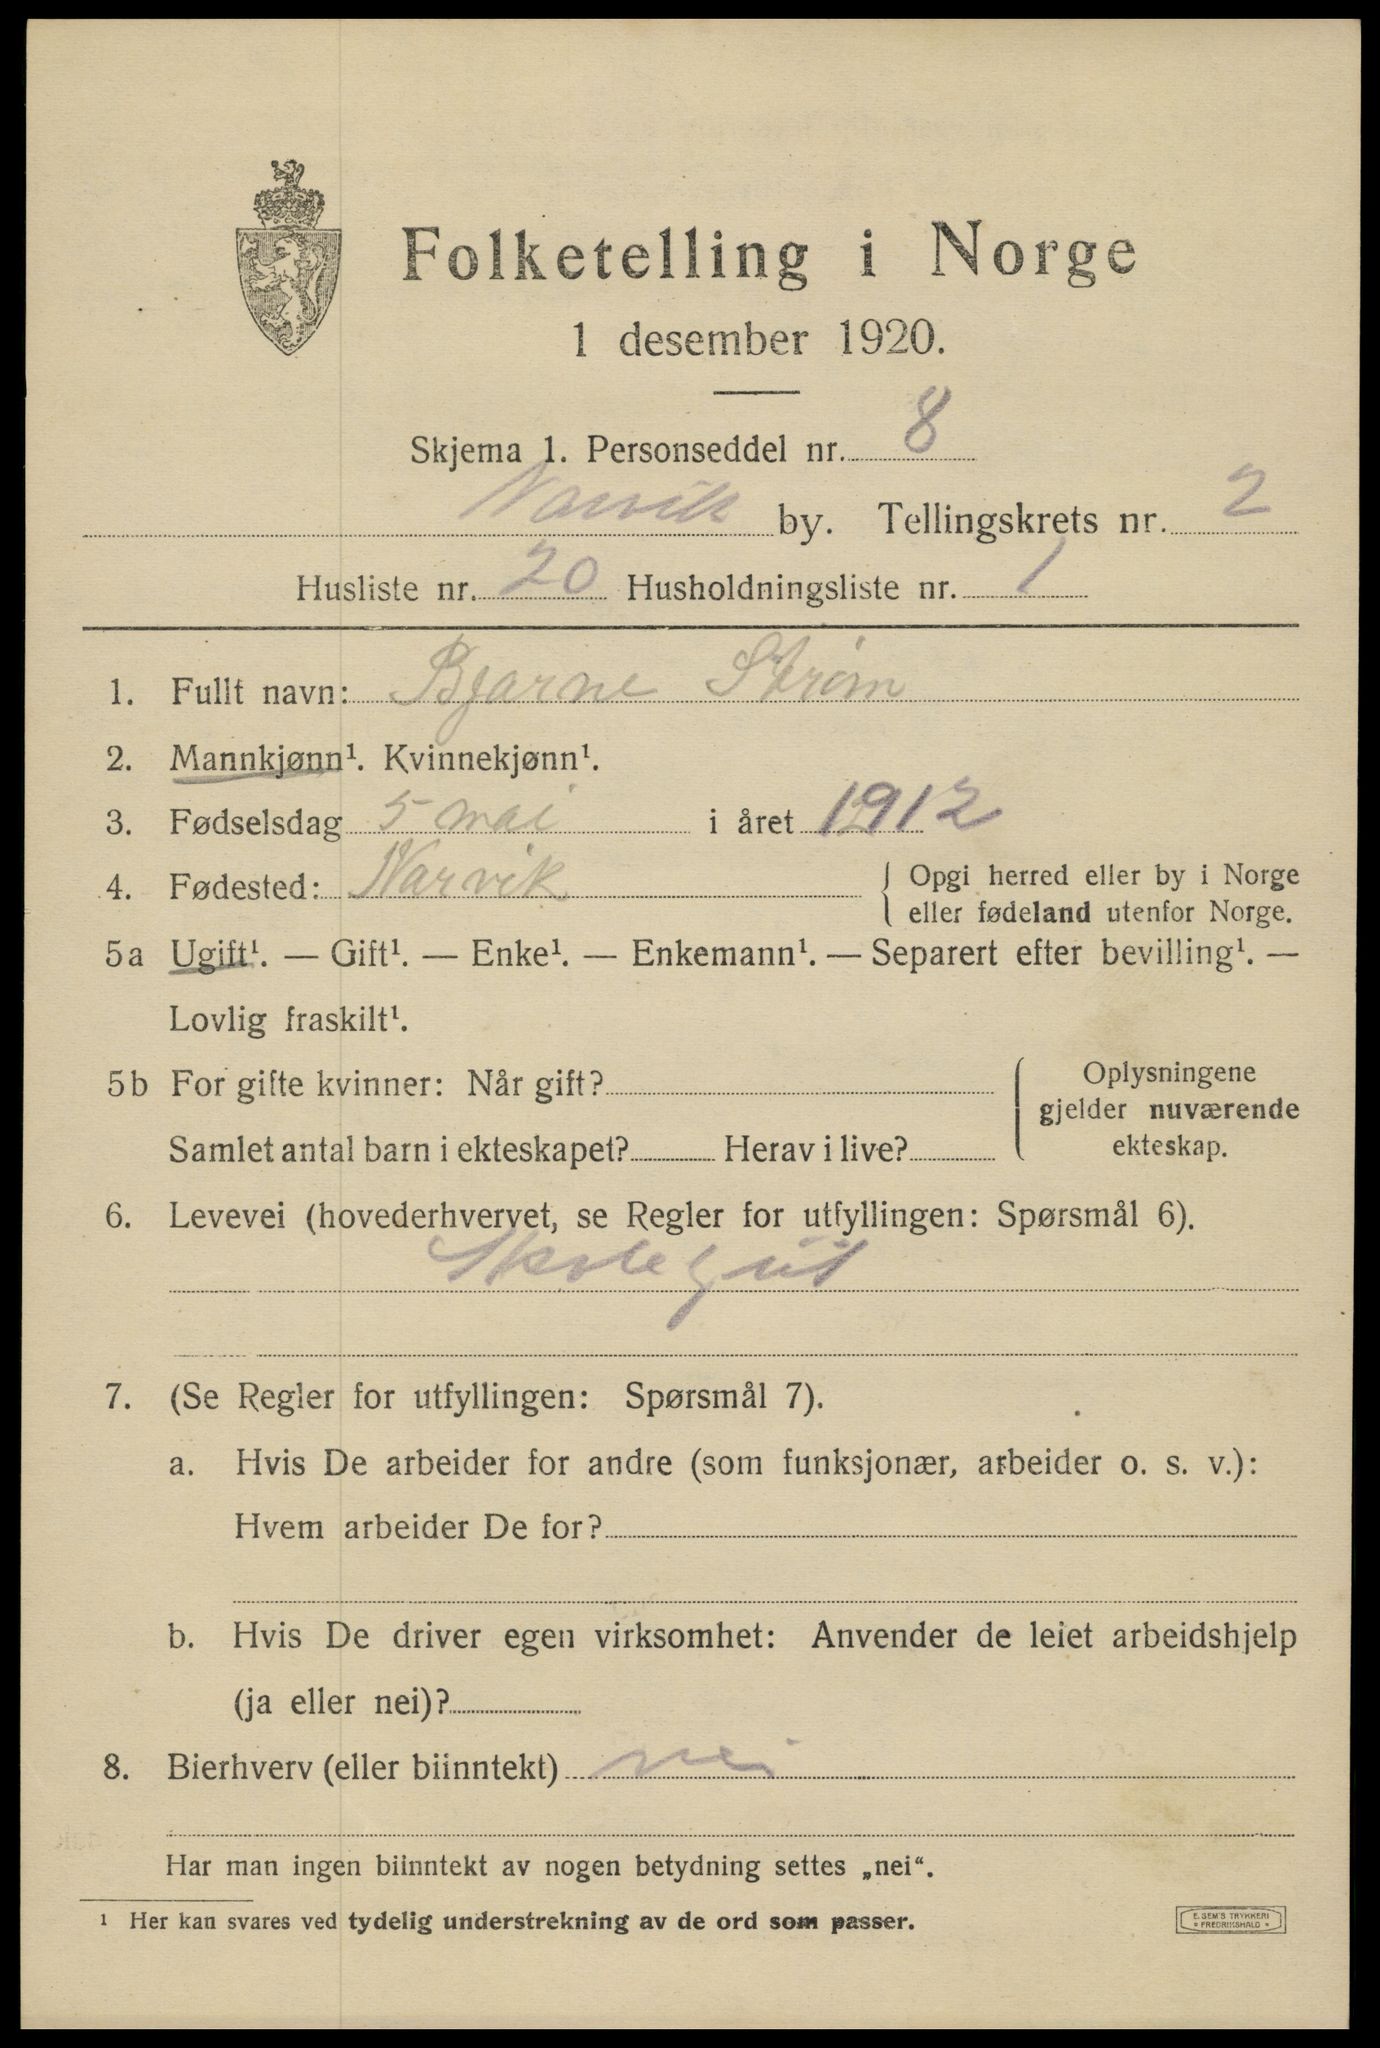 Folketelling i Norge
1 desember 1920.
Skjema 1. Personseddel nr. 8
Narvik by. Tellingskrets nr. 2
Husliste nr. 20 Husholdningsliste nr. 1
1. Fullt navn: Bjarne Strøm
2. Mannkjønn¹. Kvinnekjønn¹.
3. Fødselsdag 5 mai i året 1912
4. Fødested: Narvik { Opgi herred eller by i Norge
eller fødeland utenfor Norge.
5a Ugift¹. — Gift¹. — Enke¹. — Enkemann¹. — Separert efter bevilling¹. —
Lovlig fraskilt¹.
5b For gifte kvinner: Når gift? { Oplysningene
gjelder nuværende
Samlet antal barn i ekteskapet? Herav i live? ekteskap.
6. Levevei (hovederhvervet, se Regler for utfyllingen: Spørsmål 6).
Skolegut
7. (Se Regler for utfyllingen: Spørsmål 7).
a. Hvis De arbeider for andre (som funksjonær, arbeider o. s. v.):
Hvem arbeider De for?
b. Hvis De driver egen virksomhet: Anvender de leiet arbeidshjelp
(ja eller nei)?
8. Bierhverv (eller biinntekt) nei
Har man ingen biinntekt av nogen betydning settes „nei“.
¹ Her kan svares ved tydelig understrekning av de ord som passer.
E. SEM'S TRYKKERI
FREDRIKSHALD